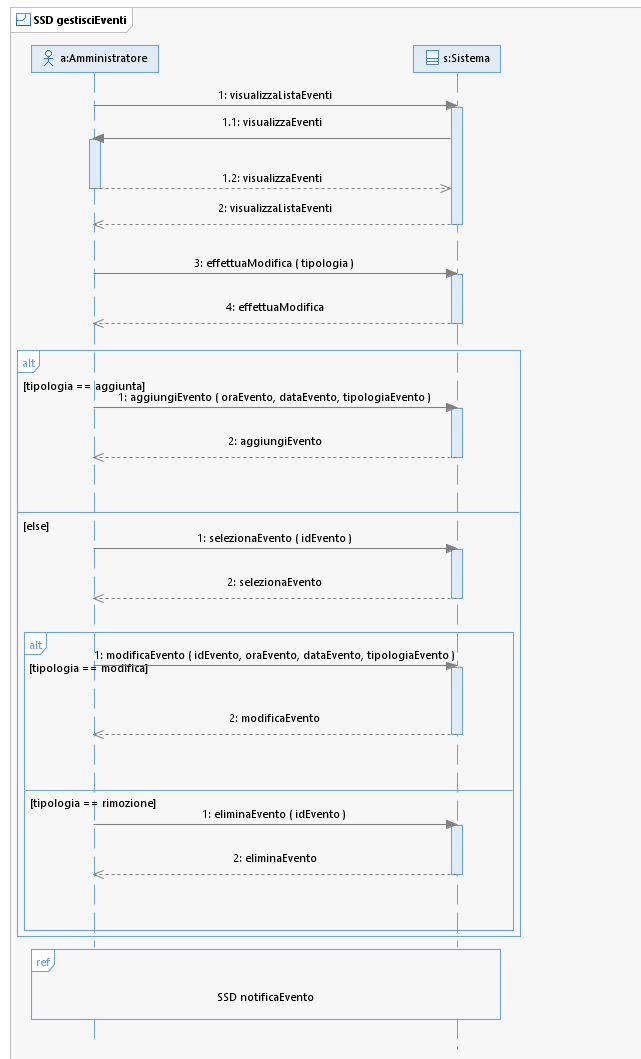 SSD gestisciEventi
a:Amministratore
s:Sistema
1: visualizzaListaEventi
1.1: visualizzaEventi
1.2: visualizzaEventi
2: visualizzaListaEventi
3: effettuaModifica ( tipologia )
4: effettuaModifica
alt
[tipologia == aggiunta]
1: aggiungiEvento ( oraEvento, dataEvento, tipologiaEvento )
2: aggiungiEvento
[else]
1: selezionaEvento ( idEvento )
2: selezionaEvento
alt
1: modificaEvento ( idEvento, oraEvento, dataEvento, tipologiaEvento )
[tipologia == modifica]
2: modificaEvento
[tipologia == rimozione]
1: eliminaEvento ( idEvento )
2: eliminaEvento
ref
SSD notificaEvento